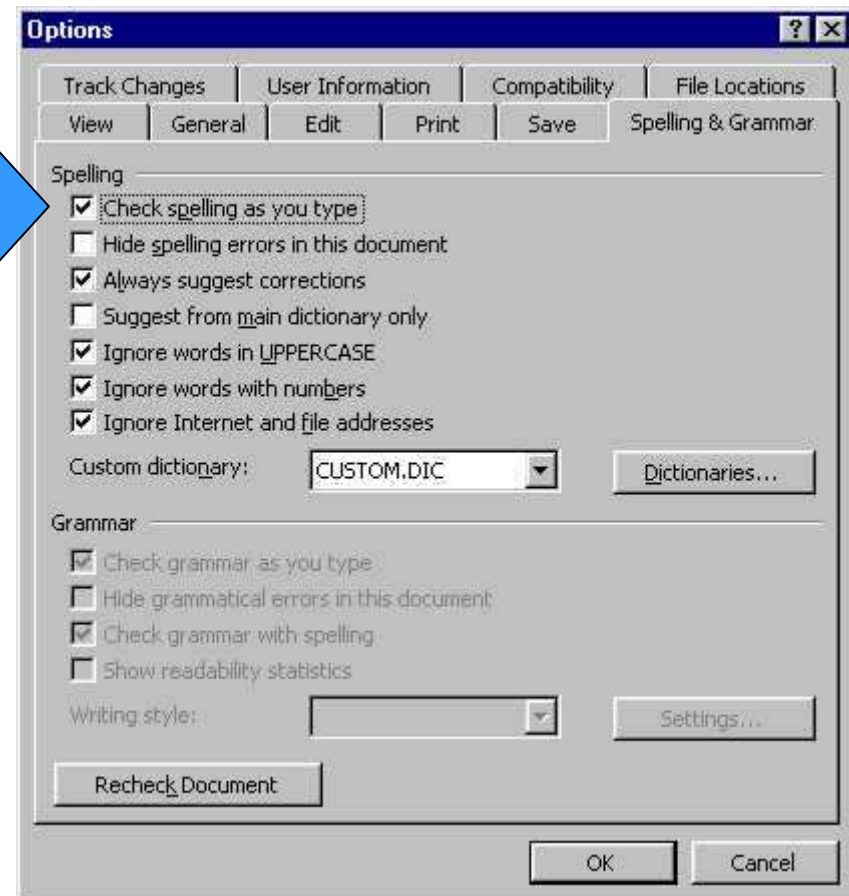 Options
Track Changes User Information Compatibility File Locations
View General Edit Print Save Spelling & Grammar
Spelling
Check spelling as you type
Hide spelling errors in this document
Always suggest corrections
Suggest from main dictionary only
Ignore words in UPPERCASE
Ignore words with numbers
Ignore Internet and file addresses
Custom dictionary: CUSTOM.DIC Dictionaries...
Grammar
Check grammar as you type
Hide grammatical errors in this document
Check grammar with spelling
Show readability statistics
Writing style: Settings...
Recheck Document
OK Cancel